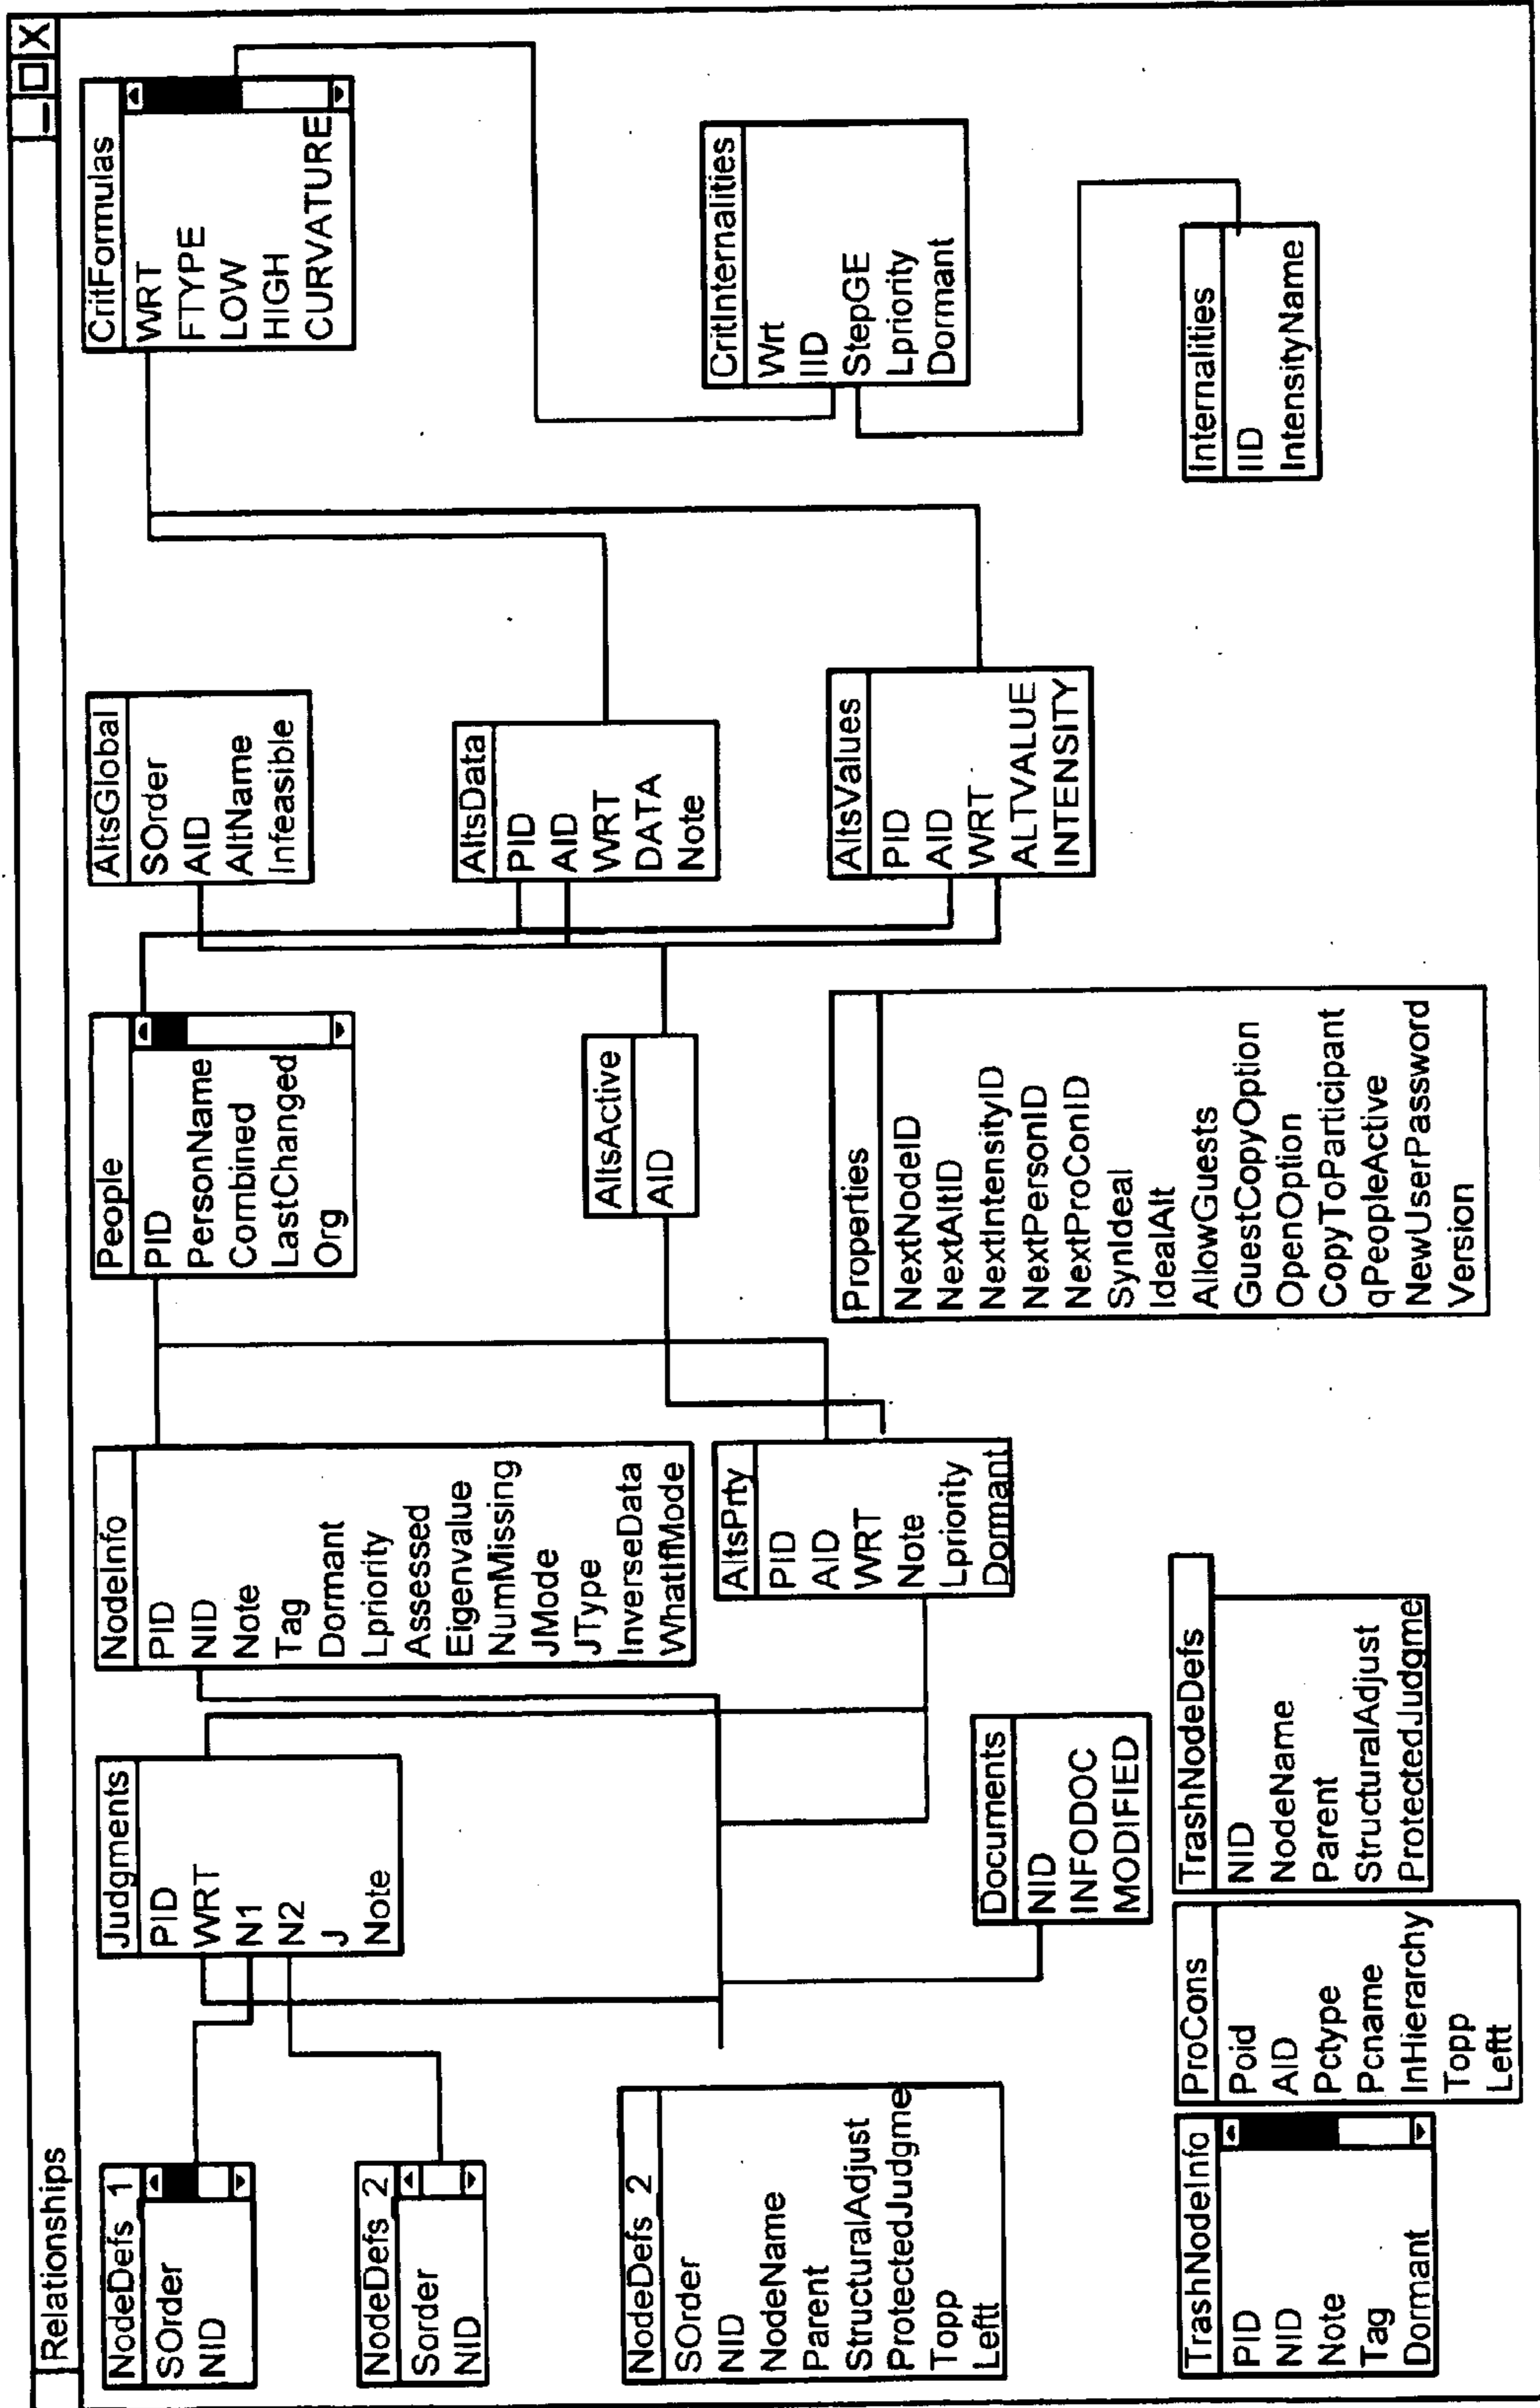 Relationships
NodeDefs_1
SOrder
NID
NodeDefs_2
Sorder
NID
NodeDefs_2
SOrder
NID
NodeName
Parent
StructuralAdjust
ProtectedJudgme
Topp
Leftt
TrashNodeInfo
PID
NID
Note
Tag
Dormant
Judgments
PID
WRT
N1
N2
J
Note
Documents
NID
INFODOC
MODIFIED
ProCons
Poid
AID
Pctype
Pcname
InHierarchy
Topp
Leftt
TrashNodeDefs
NID
NodeName
Parent
StructuralAdjust
ProtectedJudgme
NodeInfo
PID
NID
Note
Tag
Dormant
Lpriority
Assessed
Eigenvalue
NumMissing
JMode
JType
InverseData
WhatIfMode
AltsPrty
PID
AID
WRT
Note
Lpriority
Dormant
People
PID
PersonName
Combined
LastChanged
Org
AltsActive
AID
Properties
NextNodeID
NextAltID
NextIntensityID
NextPersonID
NextProConID
SynIdeal
IdealAlt
AllowGuests
GuestCopyOption
OpenOption
CopyToParticipant
qPeopleActive
NewUserPassword
Version
AltsGlobal
SOrder
AID
AltName
Infeasible
AltsData
PID
AID
WRT
DATA
Note
AltsValues
PID
AID
WRT
ALTVALUE
INTENSITY
CritFormulas
WRT
FTYPE
LOW
HIGH
CURVATURE
CritInternalities
Wrt
IID
StepGE
Lpriority
Dormant
Internalities
IID
IntensityName